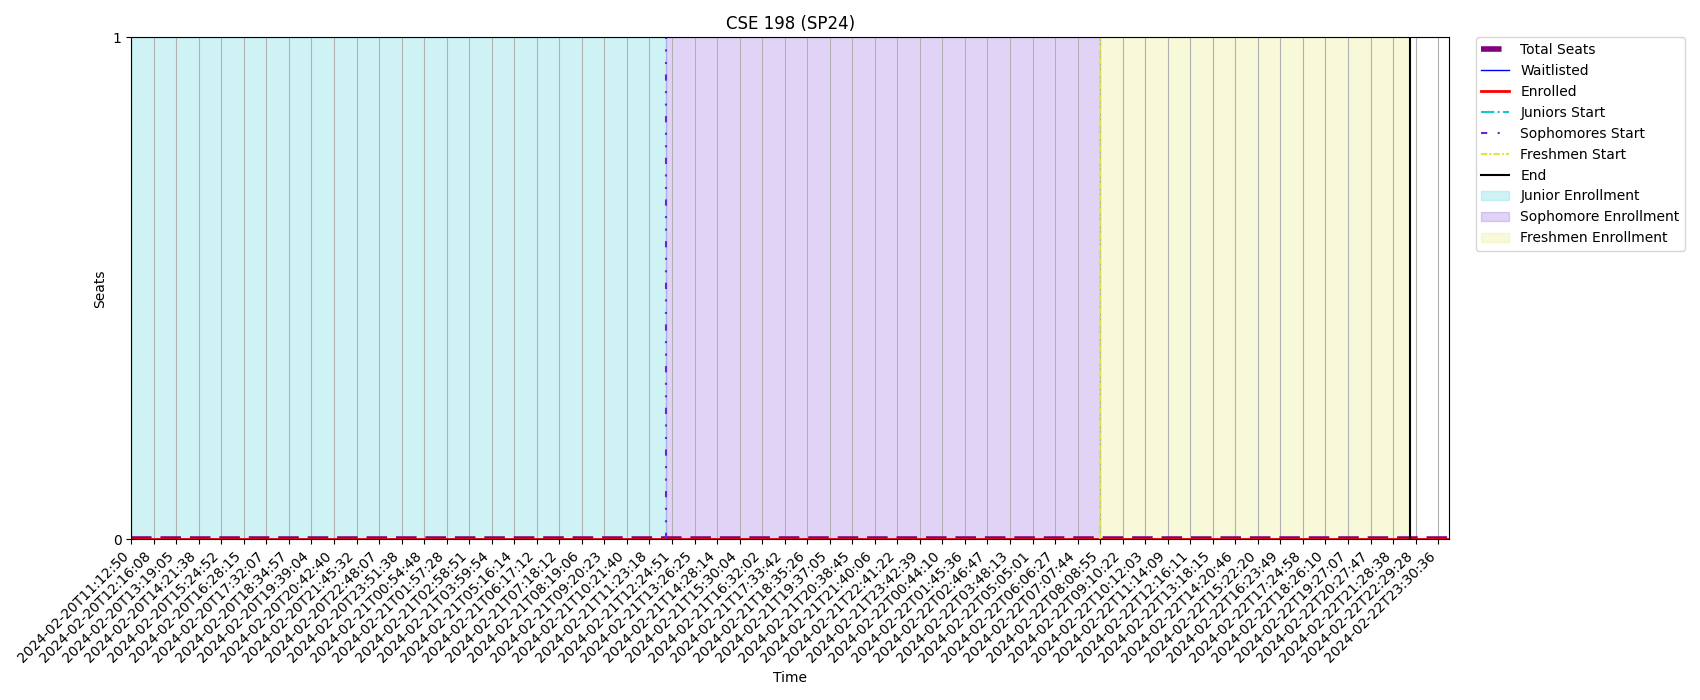 CSE 198 (SP24)
1
0
Seats
Total Seats
Waitlisted
Enrolled
Juniors Start
Sophomores Start
Freshmen Start
End
Junior Enrollment
Sophomore Enrollment
Freshmen Enrollment
2024-02-20T11:12:50
2024-02-20T12:16:08
2024-02-20T13:19:05
2024-02-20T14:21:38
2024-02-20T15:24:52
2024-02-20T16:28:15
2024-02-20T17:32:07
2024-02-20T18:34:57
2024-02-20T19:39:04
2024-02-20T20:42:40
2024-02-20T21:45:32
2024-02-20T22:48:07
2024-02-20T23:51:38
2024-02-21T00:54:48
2024-02-21T01:57:28
2024-02-21T02:58:51
2024-02-21T03:59:54
2024-02-21T05:16:14
2024-02-21T06:17:12
2024-02-21T07:18:12
2024-02-21T08:19:06
2024-02-21T09:20:23
2024-02-21T10:21:40
2024-02-21T11:23:18
2024-02-21T12:24:51
2024-02-21T13:26:25
2024-02-21T14:28:14
2024-02-21T15:30:04
2024-02-21T16:32:02
2024-02-21T17:33:42
2024-02-21T18:35:26
2024-02-21T19:37:05
2024-02-21T20:38:45
2024-02-21T21:40:06
2024-02-21T22:41:22
2024-02-21T23:42:39
2024-02-22T00:44:10
2024-02-22T01:45:36
2024-02-22T02:46:47
2024-02-22T03:48:13
2024-02-22T05:05:01
2024-02-22T06:06:27
2024-02-22T07:07:44
2024-02-22T08:08:55
2024-02-22T09:10:22
2024-02-22T10:12:03
2024-02-22T11:14:09
2024-02-22T12:16:11
2024-02-22T13:18:15
2024-02-22T14:20:46
2024-02-22T15:22:20
2024-02-22T16:23:49
2024-02-22T17:24:58
2024-02-22T18:26:10
2024-02-22T19:27:07
2024-02-22T20:27:47
2024-02-22T21:28:38
2024-02-22T22:29:28
2024-02-22T23:30:36
Time